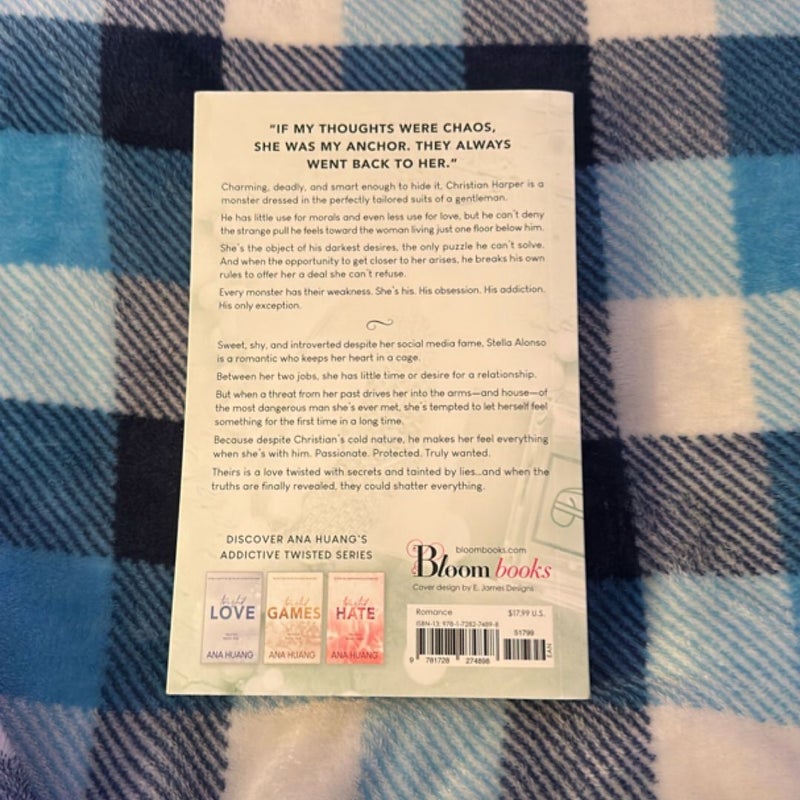 "IF MY THOUGHTS WERE CHAOS,
SHE WAS MY ANCHOR. THEY ALWAYS
WENT BACK TO HER."
Charming, deadly, and smart enough to hide it, Christian Harper is a
monster dressed in the perfectly tailored suits of a gentleman.
He has little use for morals and even less use for love, but he can't deny
the strange pull he feels toward the woman living just one floor below him.
She's the object of his darkest desires, the only puzzle he can't solve.
And when the opportunity to get closer to her arises, he breaks his own
rules to offer her a deal she can't refuse.
Every monster has their weakness. She's his. His obsession. His addiction.
His only exception.
Sweet, shy, and introverted despite her social media fame, Stella Alonso
is a romantic who keeps her heart in a cage.
Between her two jobs, she has little time or desire for a relationship.
But when a threat from her past drives her into the arms—and house—of
the most dangerous man she's ever met, she's tempted to let herself feel
something for the first time in a long time.
Because despite Christian's cold nature, he makes her feel everything
when she's with him. Passionate. Protected. Truly wanted.
Theirs is a love twisted with secrets and tainted by lies...and when the
truths are finally revealed, they could shatter everything.
DISCOVER ANA HUANG'S
ADDICTIVE TWISTED SERIES
LOVE
ANA HUANG
GAMES
ANA HUANG
HATE
ANA HUANG
bloombooks.com
Bloom books
Cover design by E. James Designs
Romance $17.99 U.S.
ISBN-13: 978-1-7282-7489-8
51799
EAN
9 781728 274898